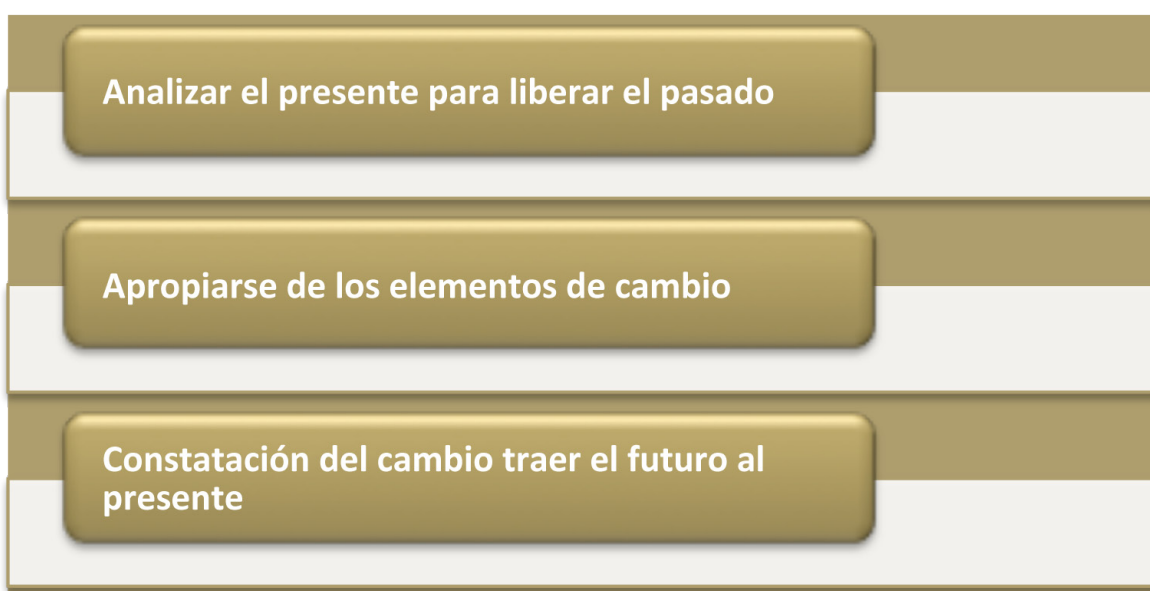 Analizar el presente para liberar el pasado
Apropiarse de los elementos de cambio
Constatación del cambio traer el futuro al
presente